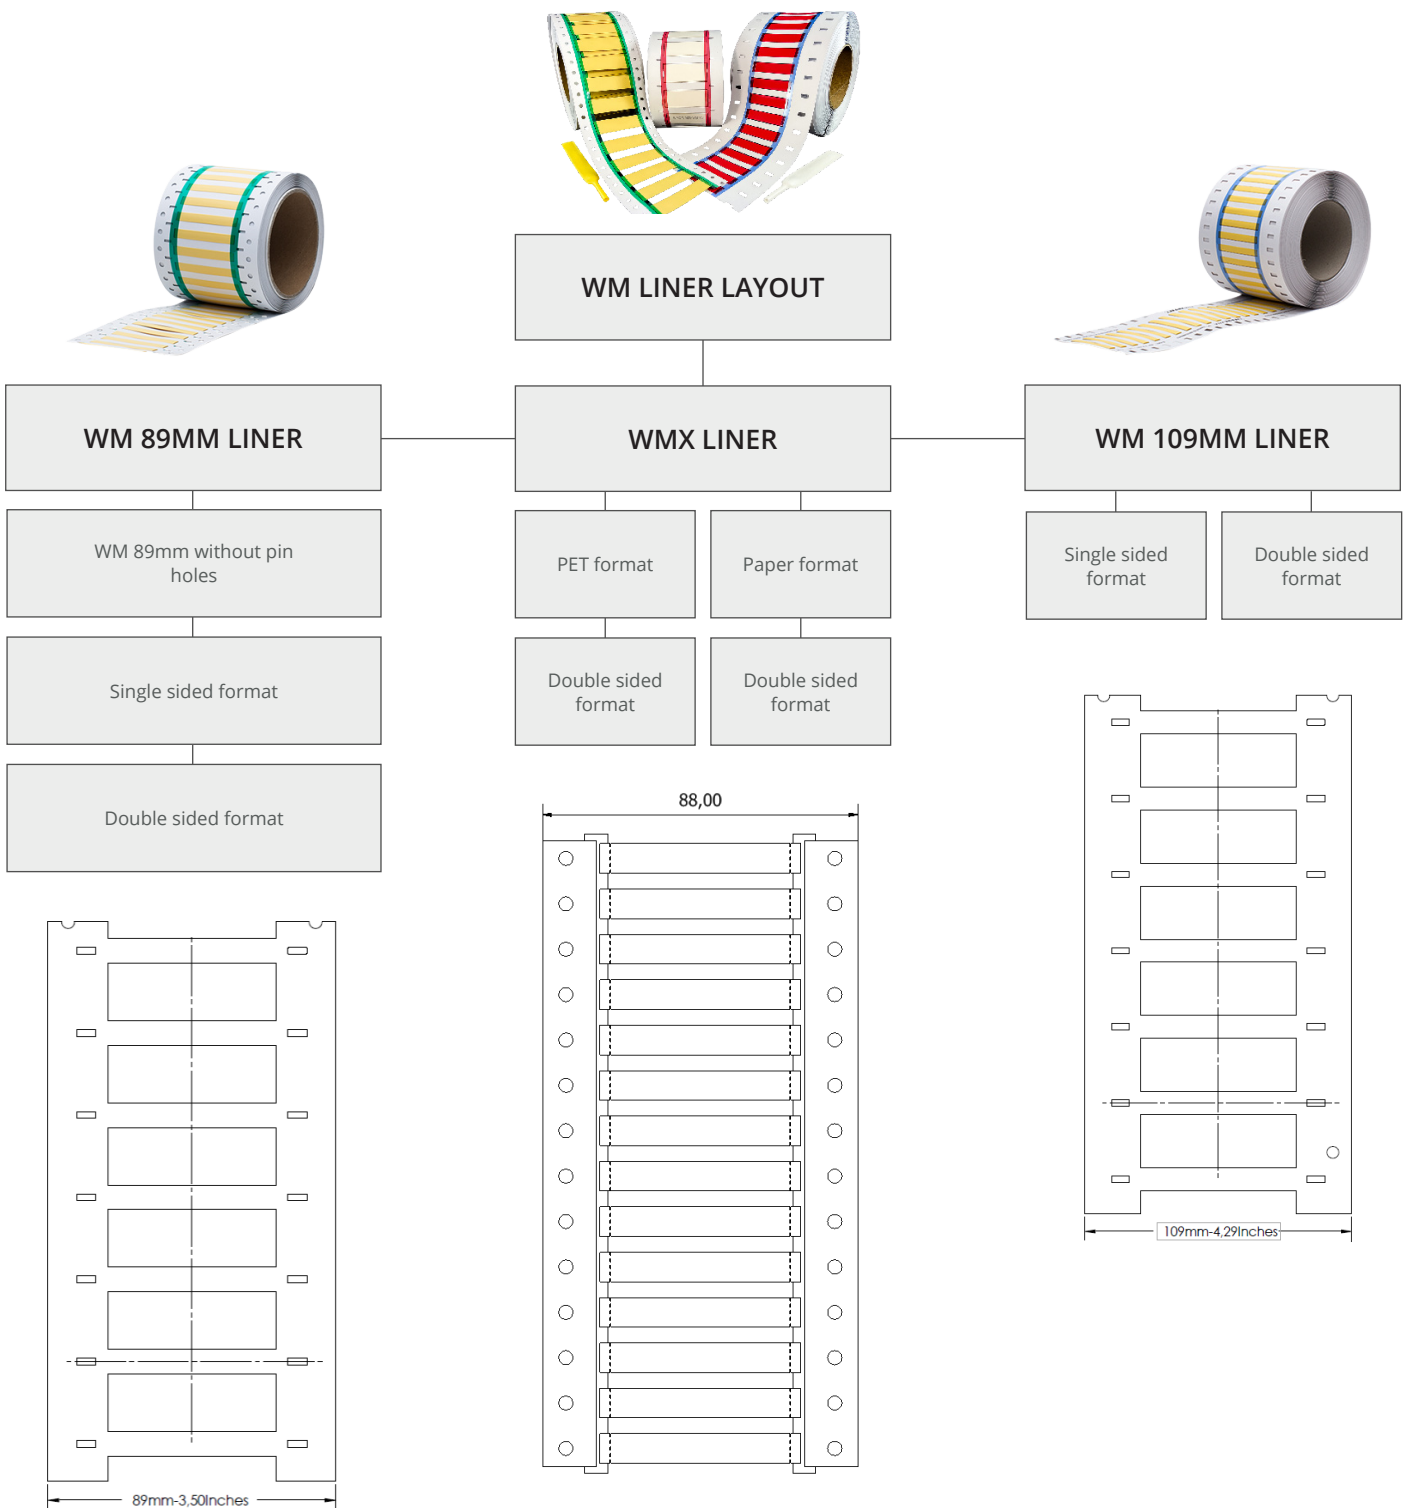 WM LINER LAYOUT
WM 89MM LINER
WMX LINER
WM 109MM LINER
WM 89mm without pin
holes
Single sided format
Double sided format
PET format
Paper format
Double sided
format
Double sided
format
Single sided
format
Double sided
format
88,00
109mm-4,29Inches
89mm-3,50Inches